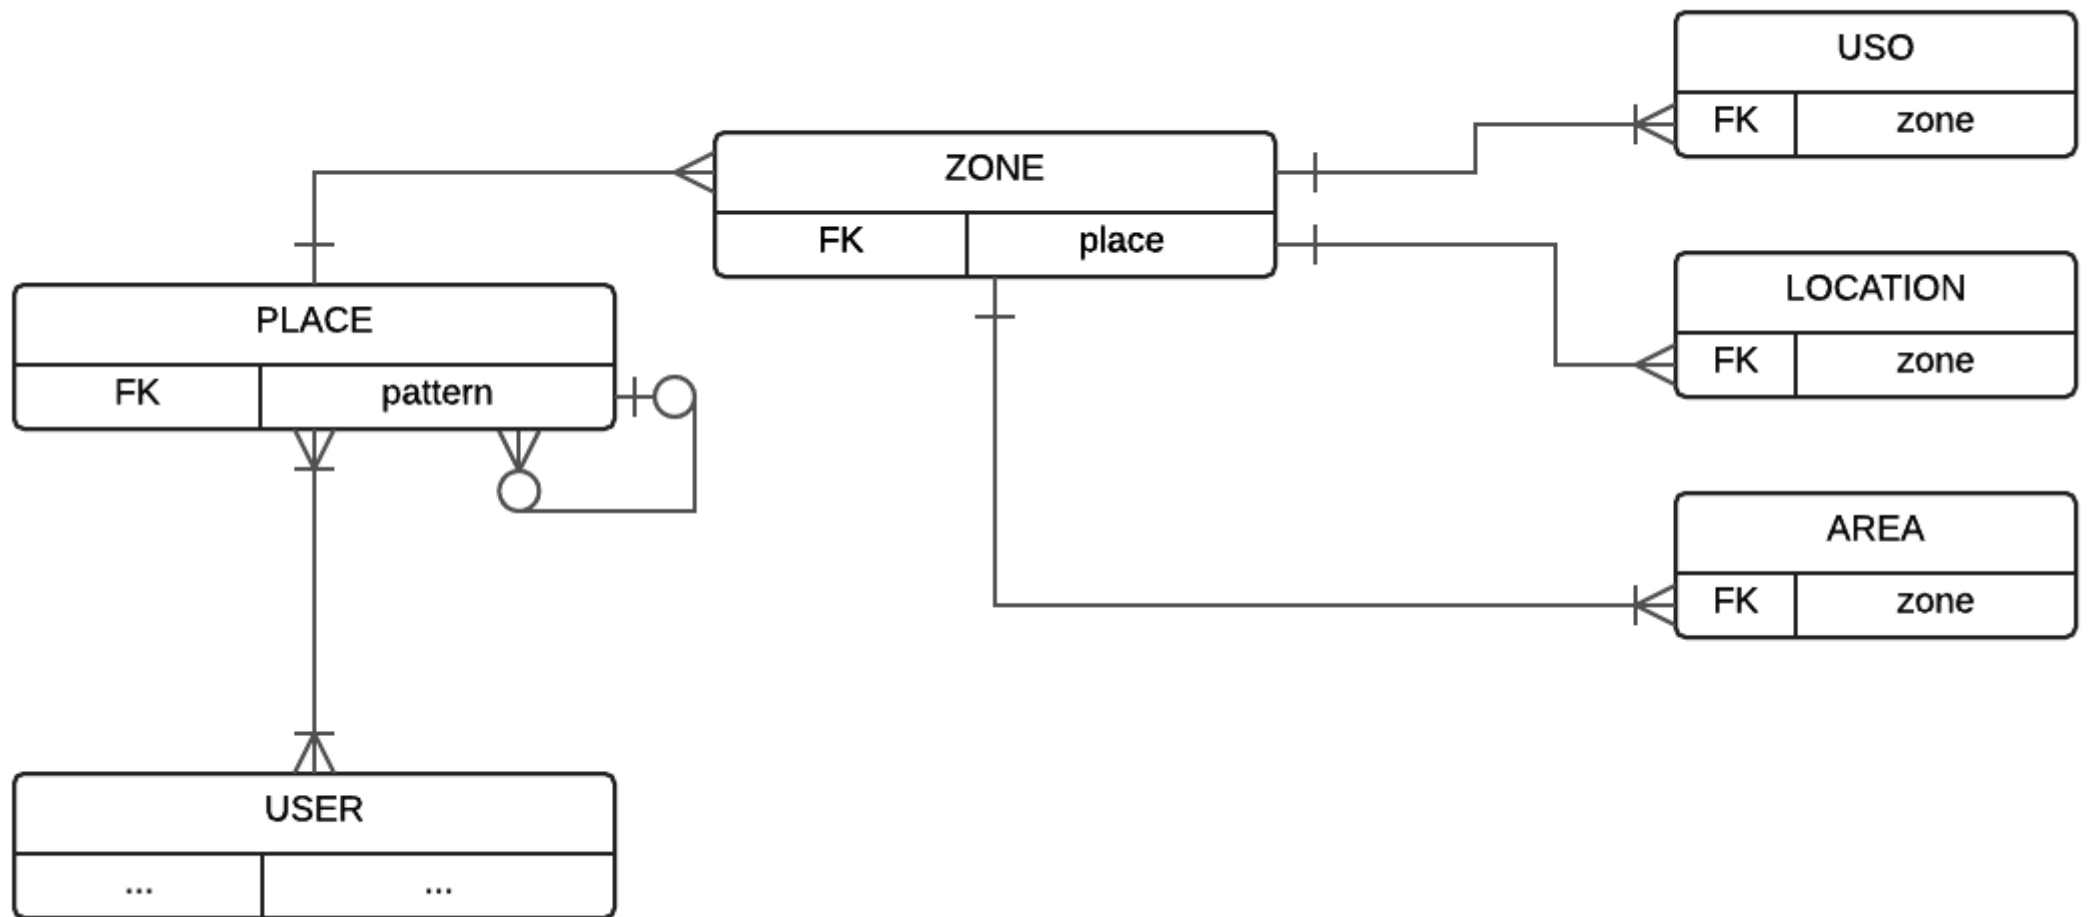 USO
FK zone
ZONE
FK place
LOCATION
FK zone
PLACE
FK pattern
AREA
FK zone
USER
... ...